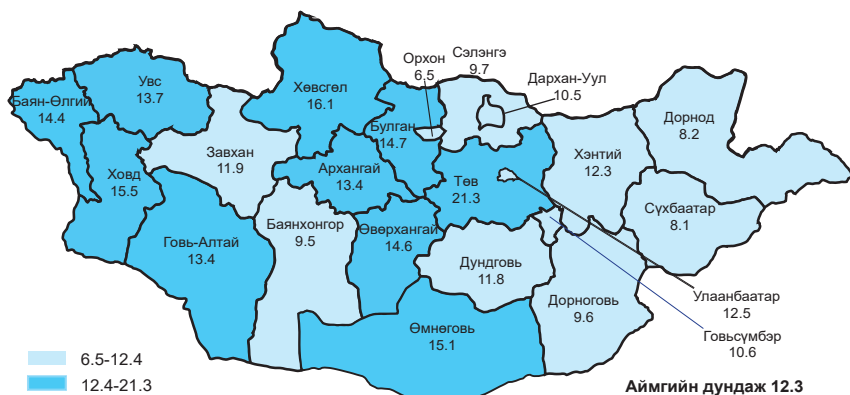 Орхон
6.5
Сэлэнгэ
9.7
Дархан-Уул
10.5
Увс
13.7
Хөвсгөл
16.1
Баян-Өлгий
14.4
Булган
14.7
Дорнод
8.2
Завхан
11.9
Хэнтий
12.3
Ховд
15.5
Архангай
13.4
Төв
21.3
Сүхбаатар
8.1
Говь-Алтай
13.4
Баянхонгор
9.5
Өвөрхангай
14.6
Дундговь
11.8
Дорноговь
9.6
Улаанбаатар
12.5
Говьсүмбэр
10.6
Өмнөговь
15.1
6.5-12.4
12.4-21.3
Аймгийн дундаж 12.3